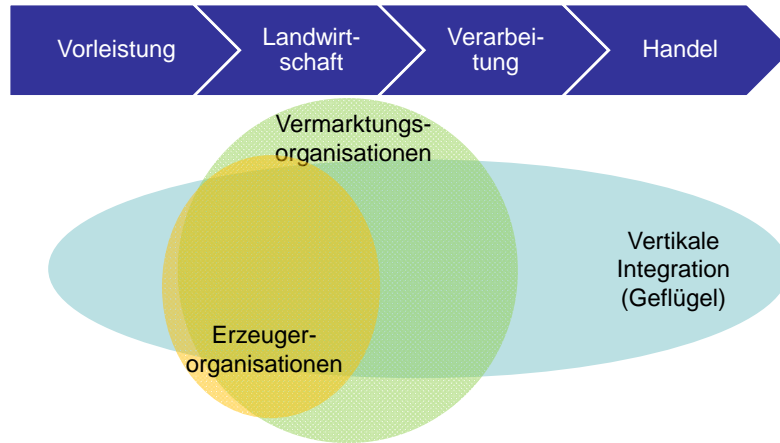 Vorleistung
Landwirt-
schaft
Verarbei-
tung
Handel
Vermarktungs-
organisationen
Vertikale
Integration
(Geflügel)
Erzeuger-
organisationen